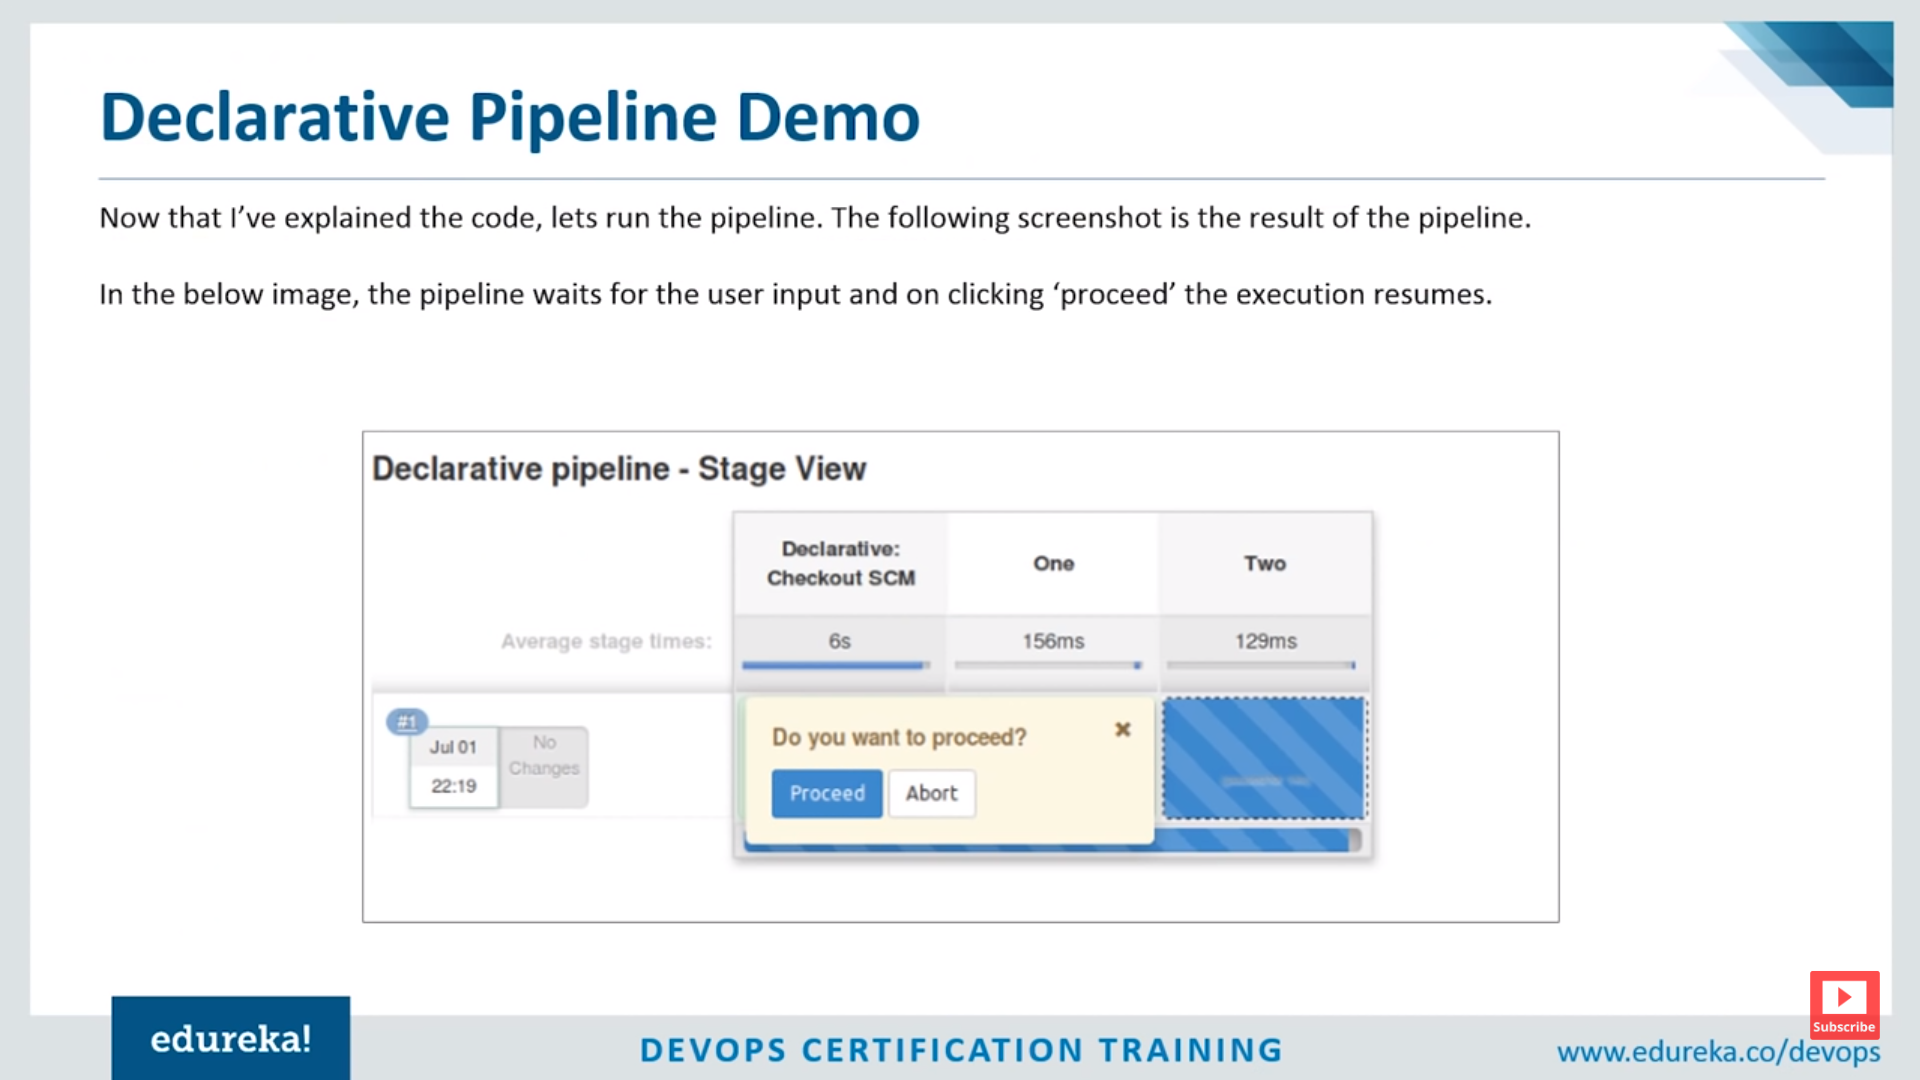 Declarative Pipeline Demo
Now that I’ve explained the code, lets run the pipeline. The following screenshot is the result of the pipeline.
In the below image, the pipeline waits for the user input and on clicking ‘proceed’ the execution resumes.
Declarative pipeline - Stage View
Declarative:
Checkout SCM
One
Two
Average stage times:
6s
156ms
129ms
#1
Jul 01
22:19
No
Changes
Do you want to proceed?
✖
Proceed
Abort
edureka!
DEVOPS CERTIFICATION TRAINING
Subscribe
www.edureka.co/devops